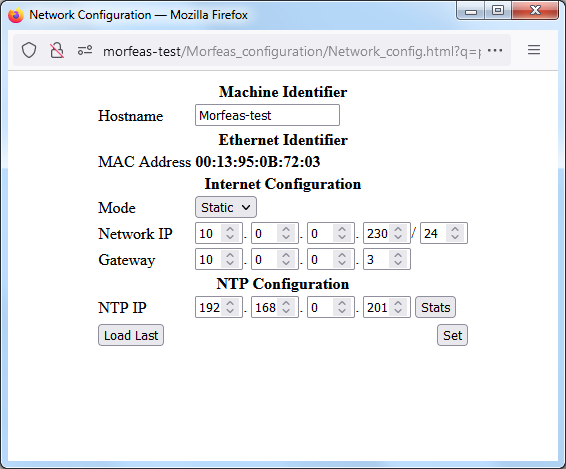 Network Configuration — Mozilla Firefox
morfeas-test/Morfeas_configuration/Network_config.html?q=
Machine Identifier
Hostname Morfeas-test
Ethernet Identifier
MAC Address 00:13:95:0B:72:03
Internet Configuration
Mode Static
Network IP 10 . 0 . 0 . 230 / 24
Gateway 10 . 0 . 0 . 3
NTP Configuration
NTP IP 192 . 168 . 0 . 201 Stats
Load Last Set